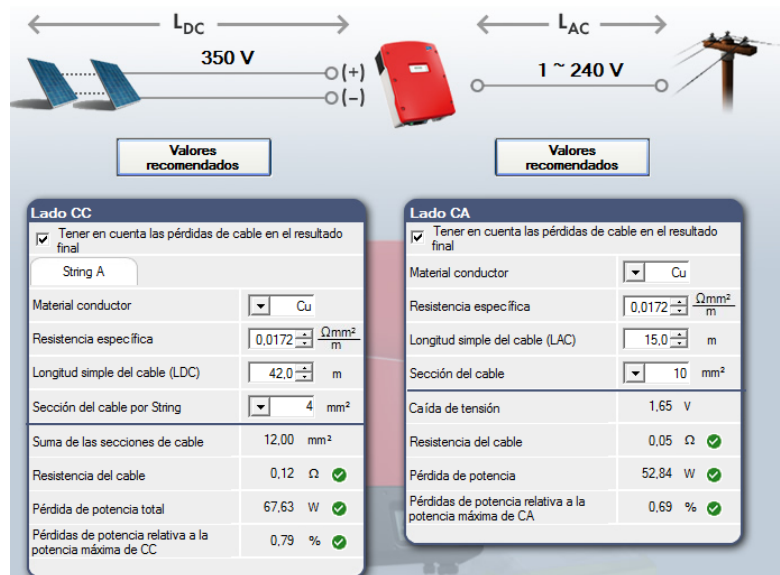 L_DC
L_AC
350 V
(+)
(−)
1 ~ 240 V
Valores
recomendados
Valores
recomendados
Lado CC
Tener en cuenta las pérdidas de cable en el resultado
final
String A
Material conductor Cu
Resistencia específica 0,0172 Ωmm²
m
Longitud simple del cable (LDC) 42,0 m
Sección del cable por String 4 mm²
Suma de las secciones de cable 12,00 mm²
Resistencia del cable 0,12 Ω
Pérdida de potencia total 67,63 W
Pérdidas de potencia relativa a la
potencia máxima de CC 0,79 %
Lado CA
Tener en cuenta las pérdidas de cable en el resultado
final
Material conductor Cu
Resistencia específica 0,0172 Ωmm²
m
Longitud simple del cable (LAC) 15,0 m
Sección del cable 10 mm²
Caída de tensión 1,65 V
Resistencia del cable 0,05 Ω
Pérdida de potencia 52,84 W
Pérdidas de potencia relativa a la
potencia máxima de CA 0,69 %